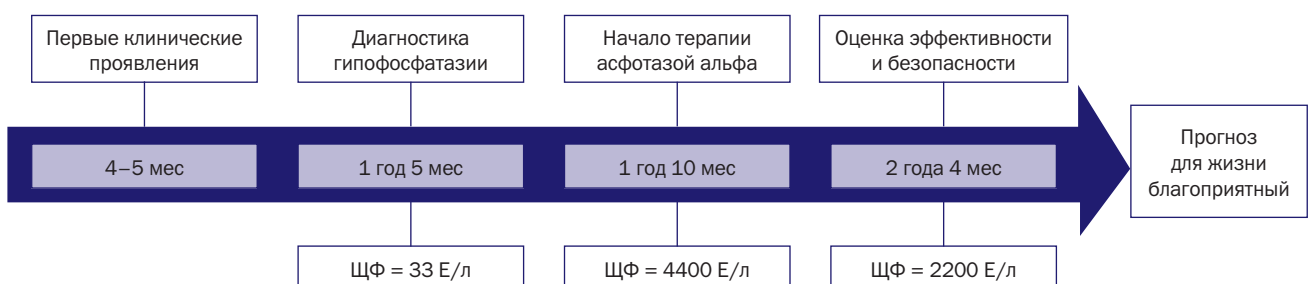 Первые клинические
проявления
Диагностика
гипофосфатазии
Начало терапии
асфотазой альфа
Оценка эффективности
и безопасности
4–5 мес
1 год 5 мес
1 год 10 мес
2 года 4 мес
Прогноз
для жизни
благоприятный
ЩФ = 33 Е/л
ЩФ = 4400 Е/л
ЩФ = 2200 Е/л